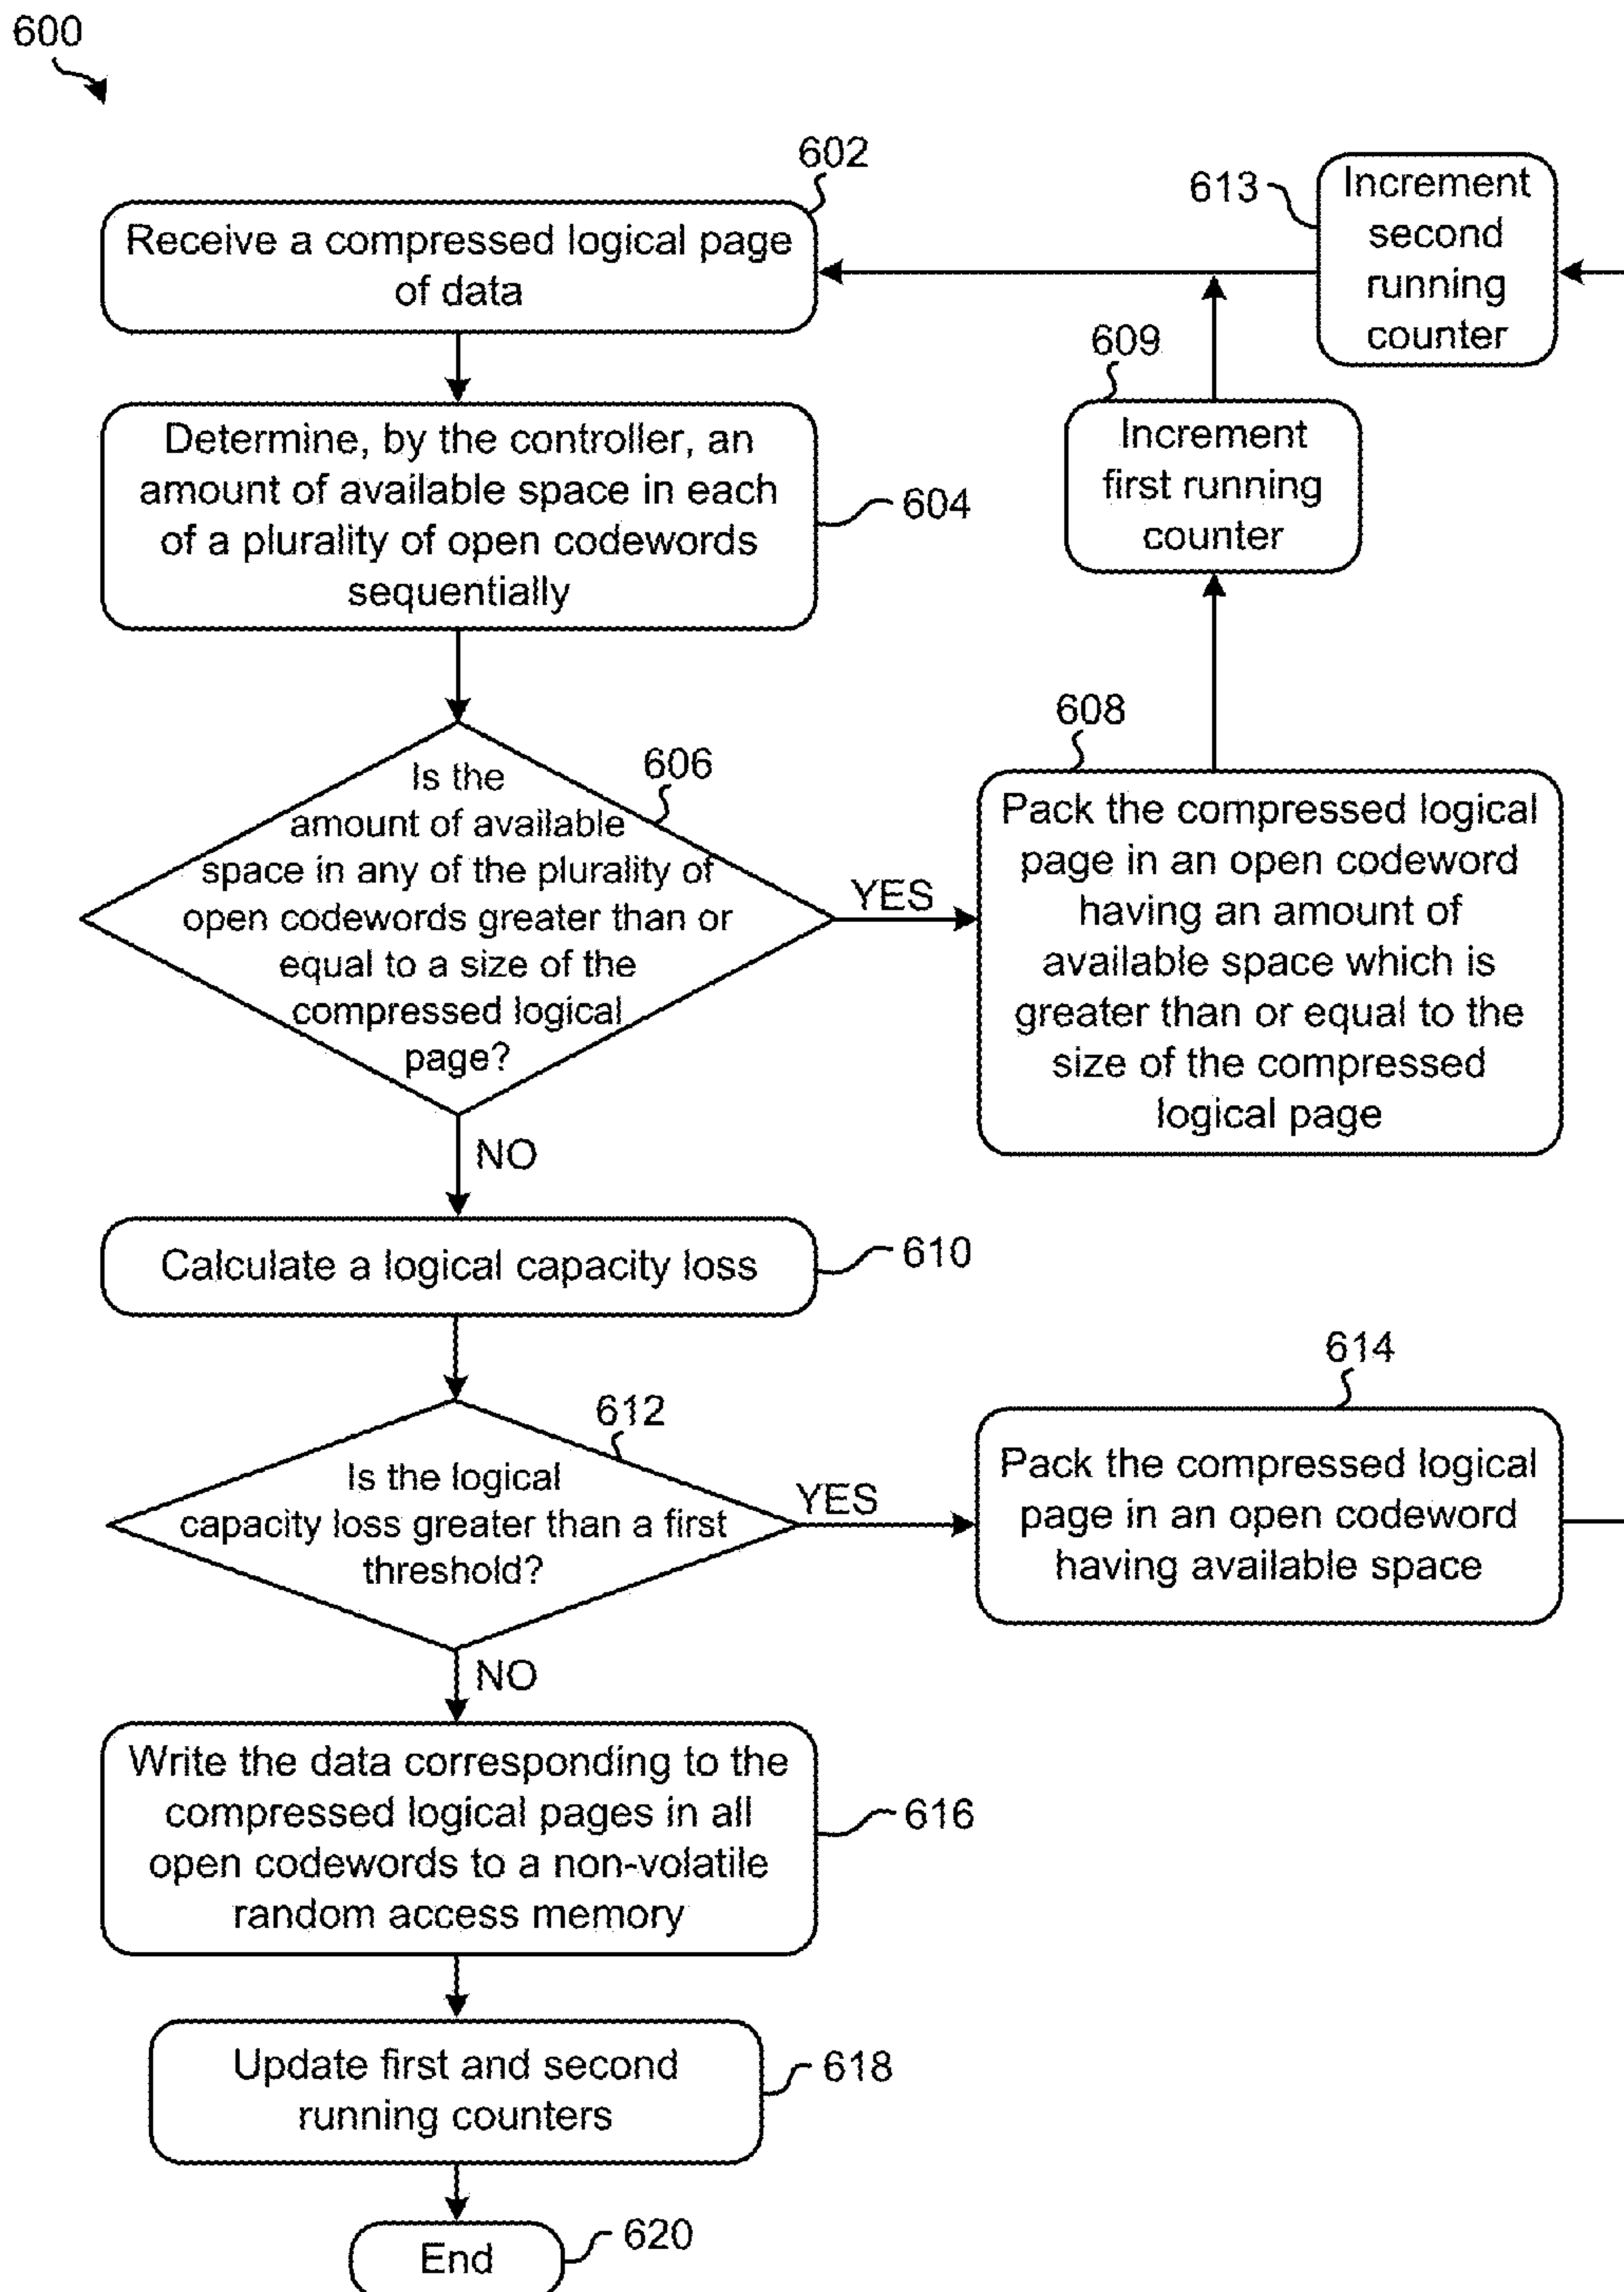 600
602
Receive a compressed logical page
of data
613
Increment
second
running
counter
609
Increment
first running
counter
Determine, by the controller, an
amount of available space in each
of a plurality of open codewords
sequentially
604
606
Is the
amount of available
space in any of the plurality of
open codewords greater than or
equal to a size of the
compressed logical
page?
YES
608
Pack the compressed logical
page in an open codeword
having an amount of
available space which is
greater than or equal to the
size of the compressed
logical page
NO
Calculate a logical capacity loss
610
612
Is the logical
capacity loss greater than a first
threshold?
YES
614
Pack the compressed logical
page in an open codeword
having available space
NO
Write the data corresponding to the
compressed logical pages in all
open codewords to a non-volatile
random access memory
616
Update first and second
running counters
618
End
620